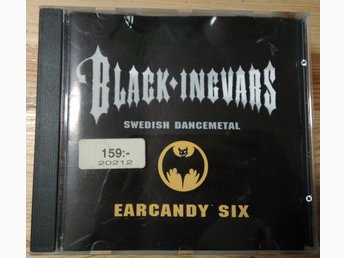 BLACK·INGVARS
SWEDISH DANCEMETAL
159:-
20212
EARCANDY SIX